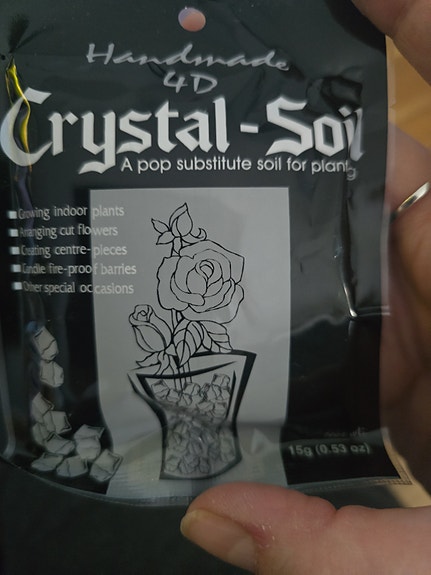 Handmade
4D
Crystal-Soil
A pop substitute soil for planting
Growing indoor plants
Arranging cut flowers
Creating centre-pieces
Candle fire-proof barries
Other special occasions
15g (0.53 oz)